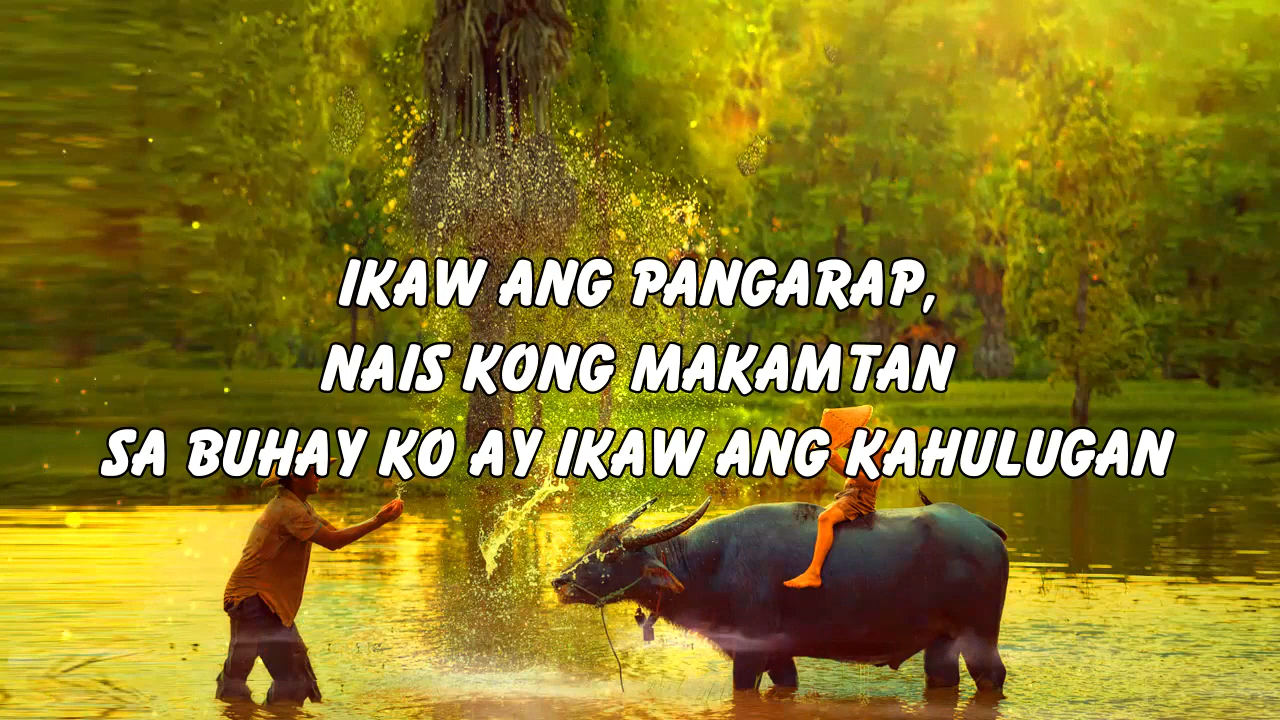 IKAW ANG PANGARAP,
NAIS KONG MAKAMTAN
SA BUHAY KO AY IKAW ANG KAHULUGAN